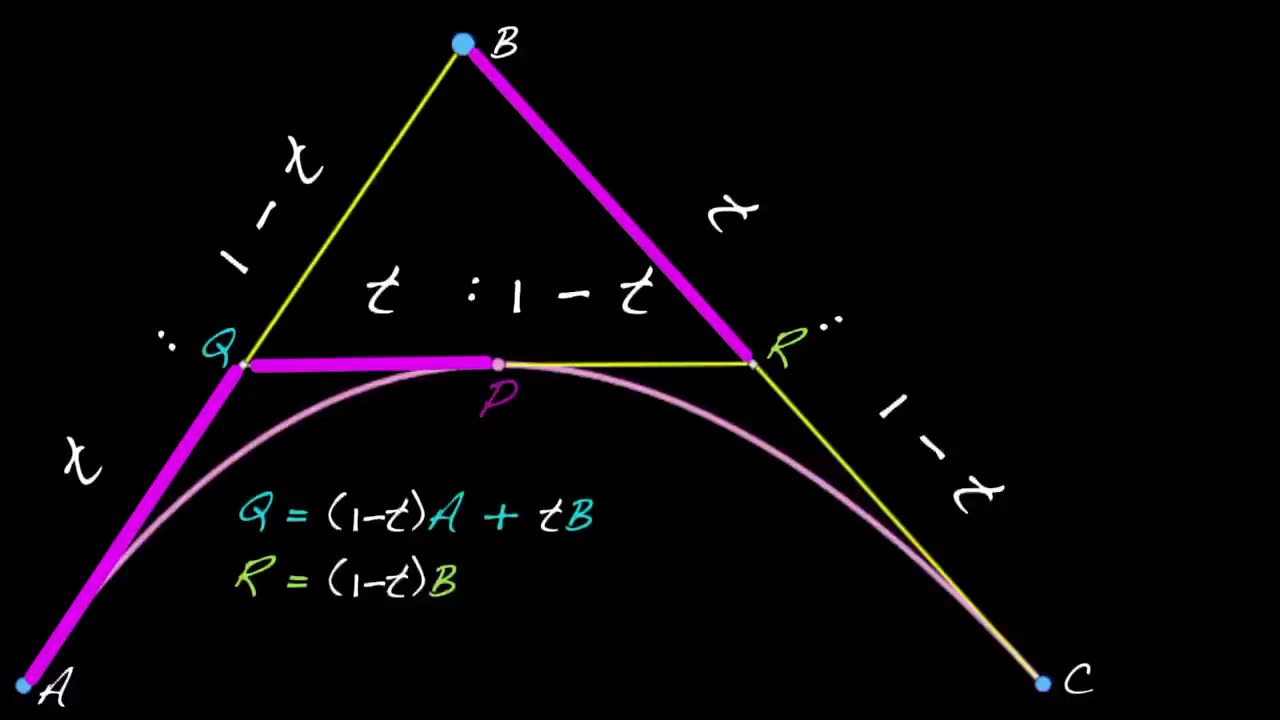 B
1 - t
t
t : 1 - t
: Q
R :
P
t
1 - t
Q = (1-t)A + tB
R = (1-t)B
A
C